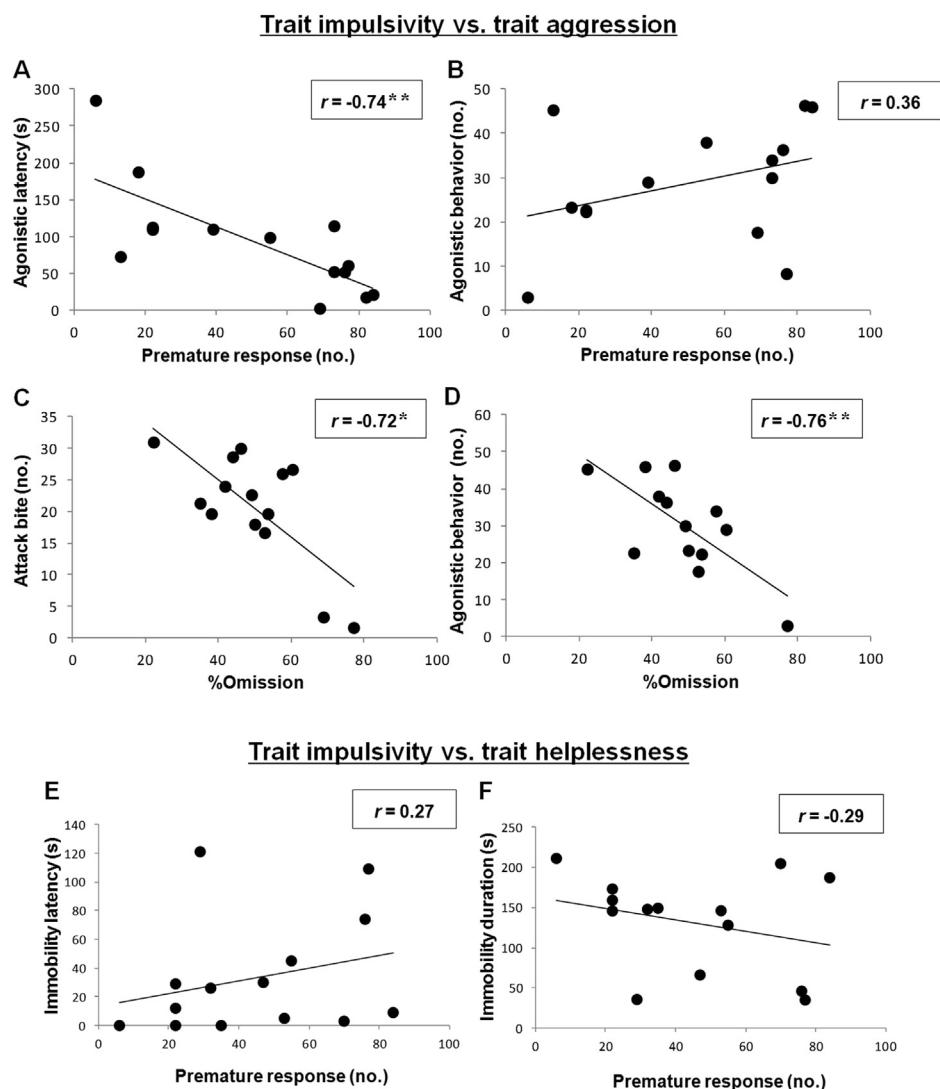 Trait impulsivity vs. trait aggression
A
B
r = -0.74**
r = 0.36
Agonistic latency (s)
300
250
200
150
100
50
0
0 20 40 60 80 100
Premature response (no.)
Agonistic behavior (no.)
50
40
30
20
10
0
0 20 40 60 80 100
Premature response (no.)
C
D
r = -0.72*
r = -0.76**
Attack bite (no.)
35
30
25
20
15
10
5
0
0 20 40 60 80 100
%Omission
Agonistic behavior (no.)
60
50
40
30
20
10
0
0 20 40 60 80 100
%Omission
Trait impulsivity vs. trait helplessness
E
F
r = 0.27
r = -0.29
Immobility latency (s)
140
120
100
80
60
40
20
0
0 20 40 60 80 100
Premature response (no.)
Immobility duration (s)
250
200
150
100
50
0
0 20 40 60 80 100
Premature response (no.)